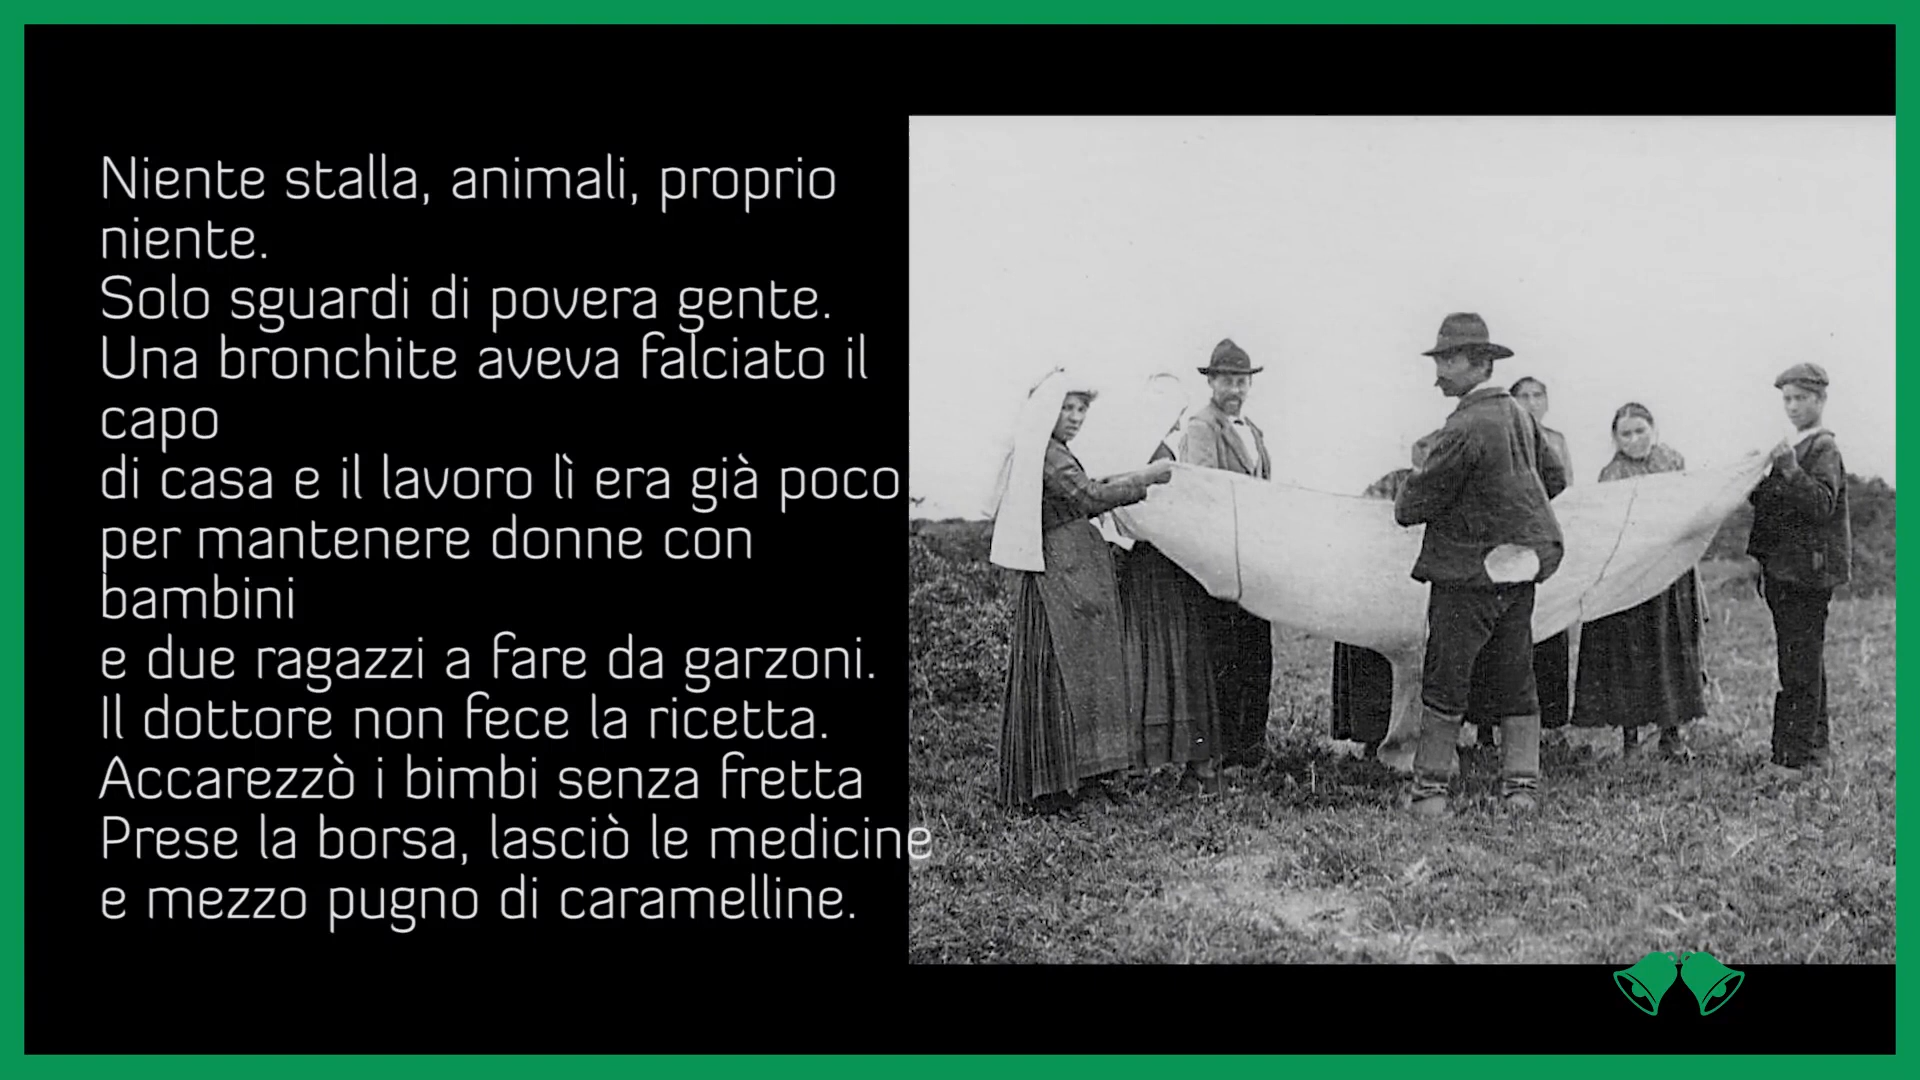 Niente stalla, animali, proprio
niente.
Solo sguardi di povera gente.
Una bronchite aveva falciato il
capo
di casa e il lavoro lì era già poco
per mantenere donne con
bambini
e due ragazzi a fare da garzoni.
Il dottore non fece la ricetta.
Accarezzò i bimbi senza fretta
Prese la borsa, lasciò le medicine
e mezzo pugno di caramelline.